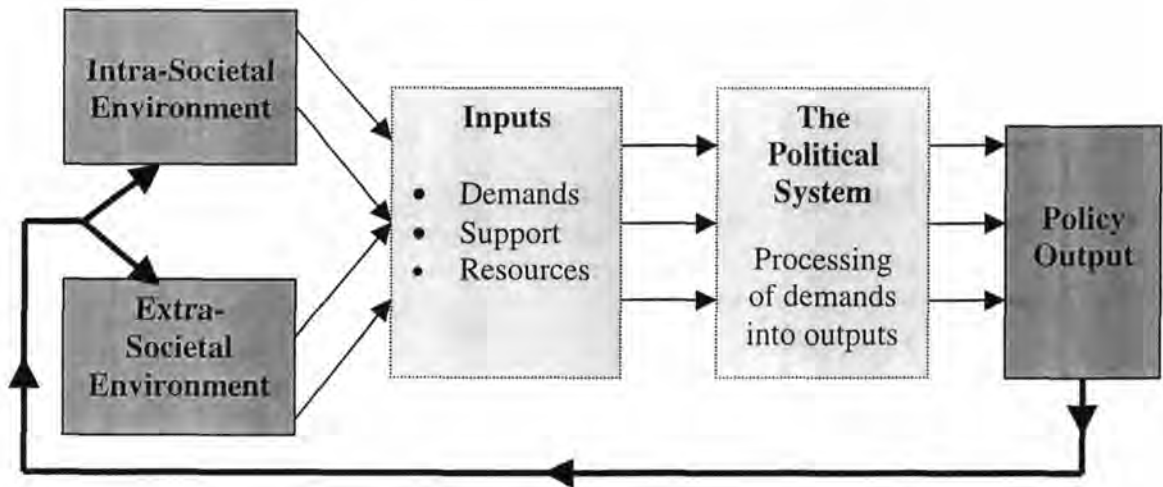 Intra-Societal
Environment
Extra-
Societal
Environment
Inputs
• Demands
• Support
• Resources
The
Political
System
Processing
of demands
into outputs
Policy
Output